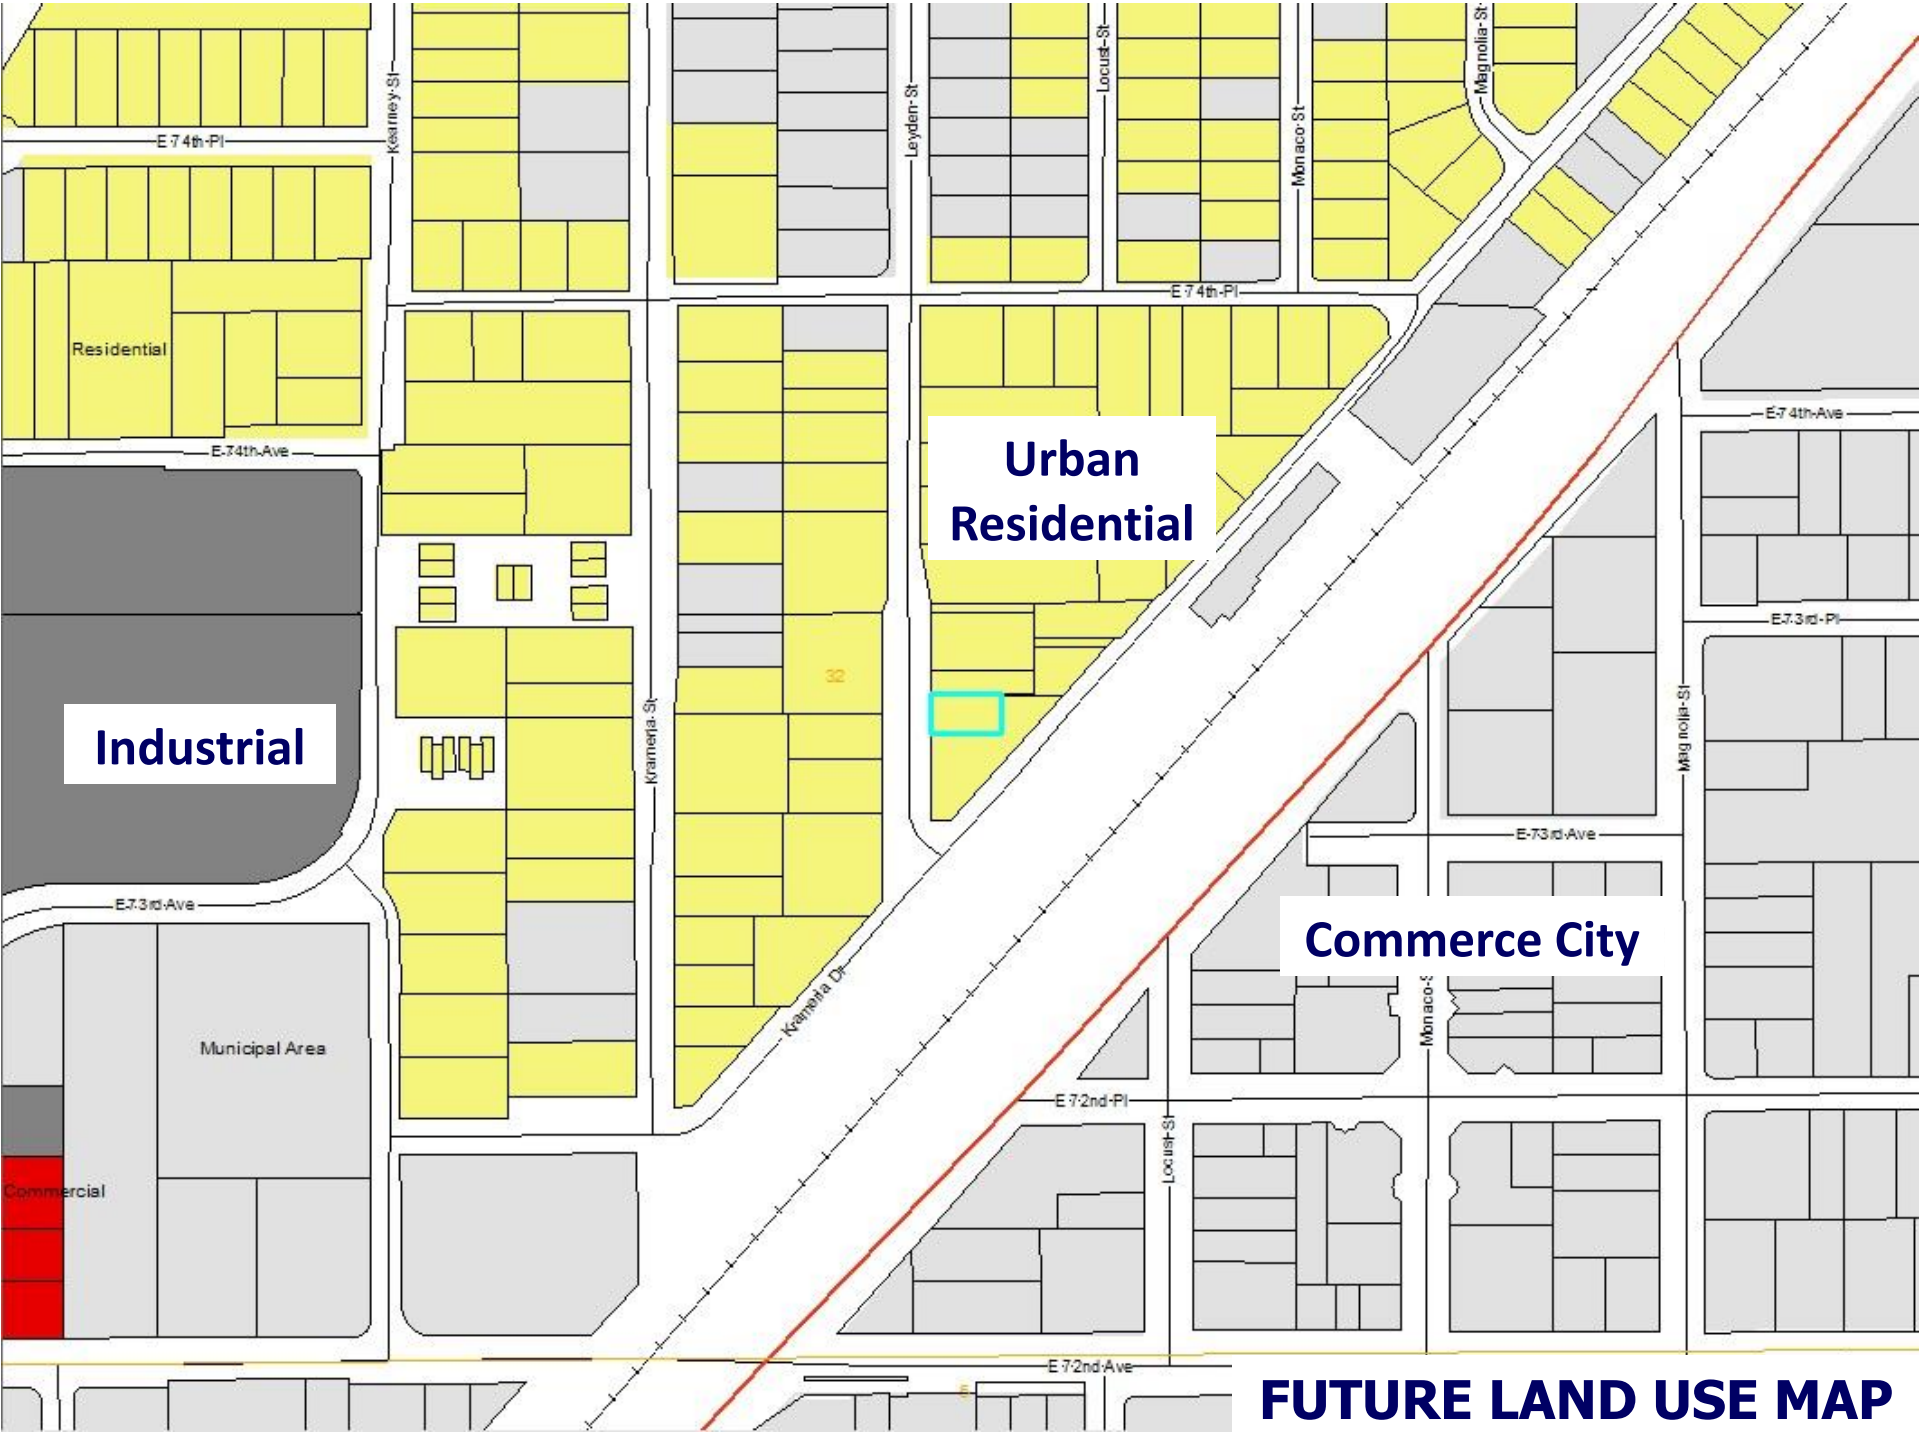 Kearney-St
Leyden-St
Locust-St
Monaco-St
Magnolia-St
E-74th-Pl
E-74th-Pl
Residential
E-74th-Ave
E-74th-Ave
Urban
Residential
E-73rd-Pl
32
Krameria-St
Magnolia-St
Industrial
E-73rd-Ave
E-73rd-Ave
Commerce City
Krameria Dr
Monaco-S
Municipal Area
E-72nd-Pl
Locust-St
Commercial
E-72nd-Ave
FUTURE LAND USE MAP